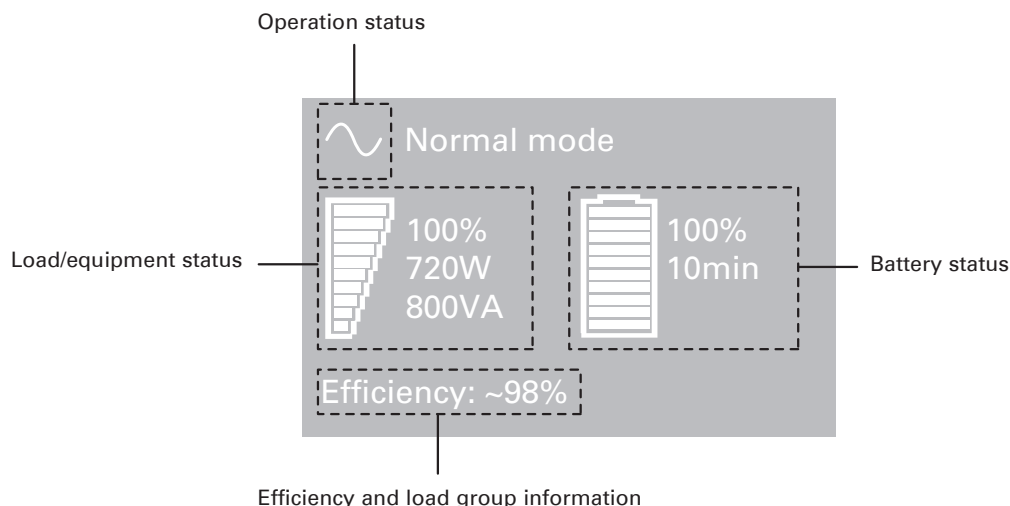 Operation status
Normal mode
Load/equipment status
100%
720W
800VA
100%
10min
Battery status
Efficiency: ~98%
Efficiency and load group information